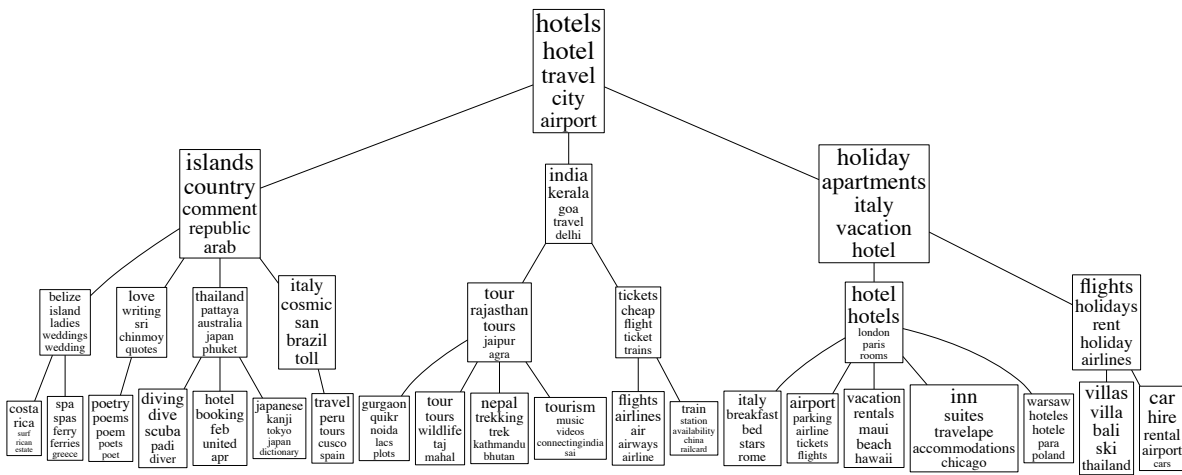 hotels
hotel
travel
city
airport
islands
country
comment
republic
arab
india
kerala
goa
travel
delhi
holiday
apartments
italy
vacation
hotel
belize
island
ladies
weddings
wedding
love
writing
sri
chinmoy
quotes
thailand
pattaya
australia
japan
phuket
italy
cosmic
san
brazil
toll
tour
rajasthan
tours
jaipur
agra
tickets
cheap
flight
ticket
trains
hotel
hotels
london
paris
rooms
flights
holidays
rent
holiday
airlines
costa
rica
surf
rican
estate
spa
spas
ferry
ferries
greece
poetry
poems
poem
poets
poet
diving
dive
scuba
padi
diver
hotel
booking
feb
united
apr
japanese
kanji
tokyo
japan
dictionary
travel
peru
tours
cusco
spain
gurgaon
quikr
noida
lacs
plots
tour
tours
wildlife
taj
mahal
nepal
trekking
trek
kathmandu
bhutan
tourism
music
videos
connectingindia
sai
flights
airlines
air
airways
airline
train
station
availability
china
railcard
italy
breakfast
bed
stars
rome
airport
parking
airline
tickets
flights
vacation
rentals
maui
beach
hawaii
inn
suites
travelape
accommodations
chicago
warsaw
hoteles
hotele
para
poland
villas
villa
bali
ski
thailand
car
hire
rental
airport
cars